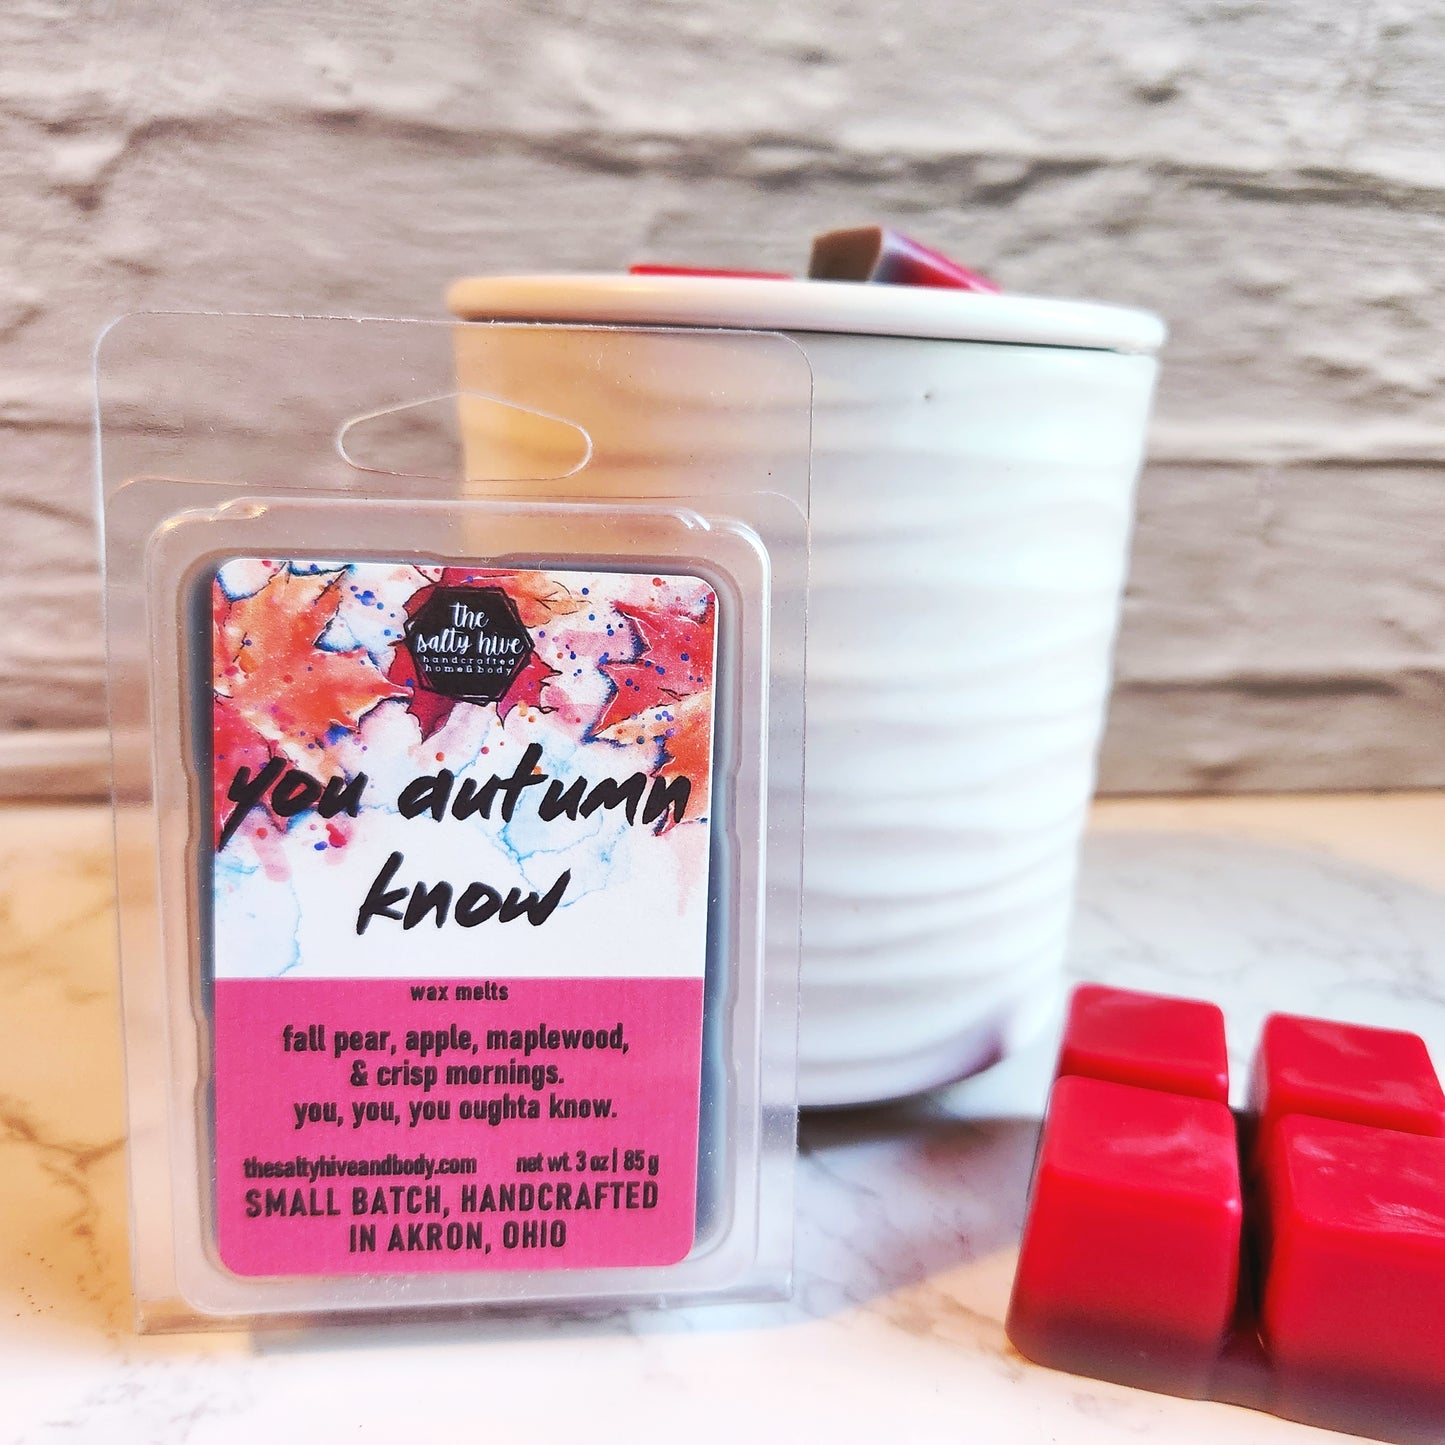 the
salty hive
handcrafted
home & body
you autumn
know
wax melts
fall pear, apple, maplewood,
& crisp mornings.
you, you, you oughta know.
thesaltyhiveandbody.com net wt. 3 oz | 85 g
SMALL BATCH, HANDCRAFTED
IN AKRON, OHIO